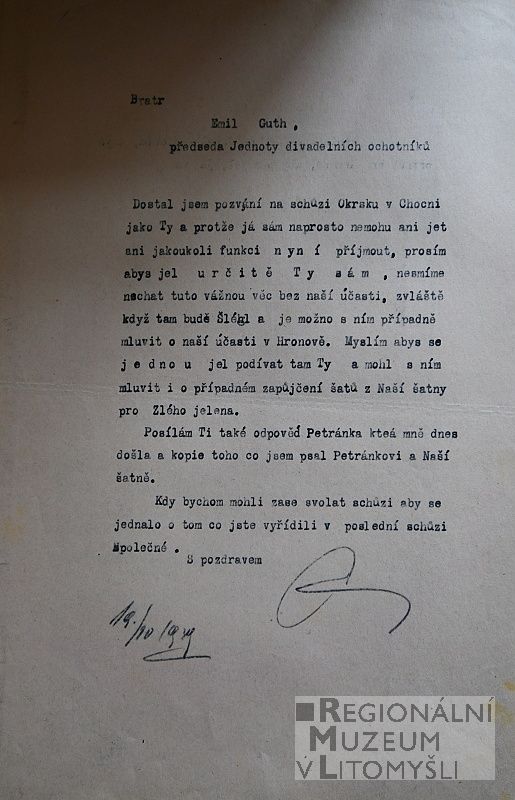 Bratr
Emil Guth,
předseda Jednoty divadelních ochotníků
Dostal jsem pozvání na schůzi Okrsku v Chocni
jako Ty a protže já sám naprosto nemohu ani jet
ani jakoukoli funkci n y n í příjmout, prosím
abys jel u r č i t ě T y s á m , nesmíme
nechat tuto vážnou věc bez naší účasti, zvláště
když tam budě Šlégl a je možno s ním případně
mluvit o naší účasti v Hronově. Myslím abys se
j e d n o u jel podívat tam Ty a mohl s ním
mluvit i o případném zapůjčení šatů z Naší šatny
pro Zlého jelena.
Posílám Ti také odpověď Petránka kteá mně dnes
došla a kopie toho co jsem psal Petránkovi a Naší
šatně.
Kdy bychom mohli zase svolat schůzi aby se
jednalo o tom co jste vyřídili v poslední schůzi
Společné .
S pozdravem
19./10 1929
REGIONÁLNÍ
MUZEUM
V LITOMYŠLI